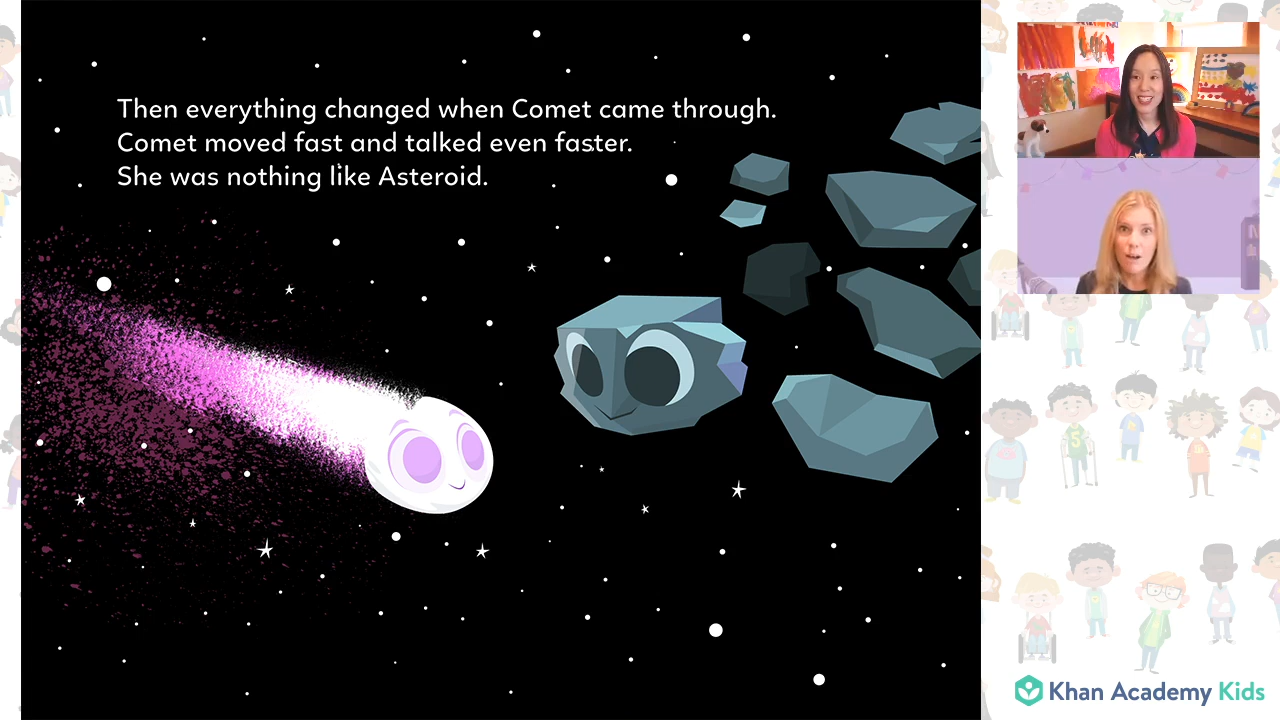 Then everything changed when Comet came through.
Comet moved fast and talked even faster.
She was nothing like Asteroid.
Khan Academy Kids